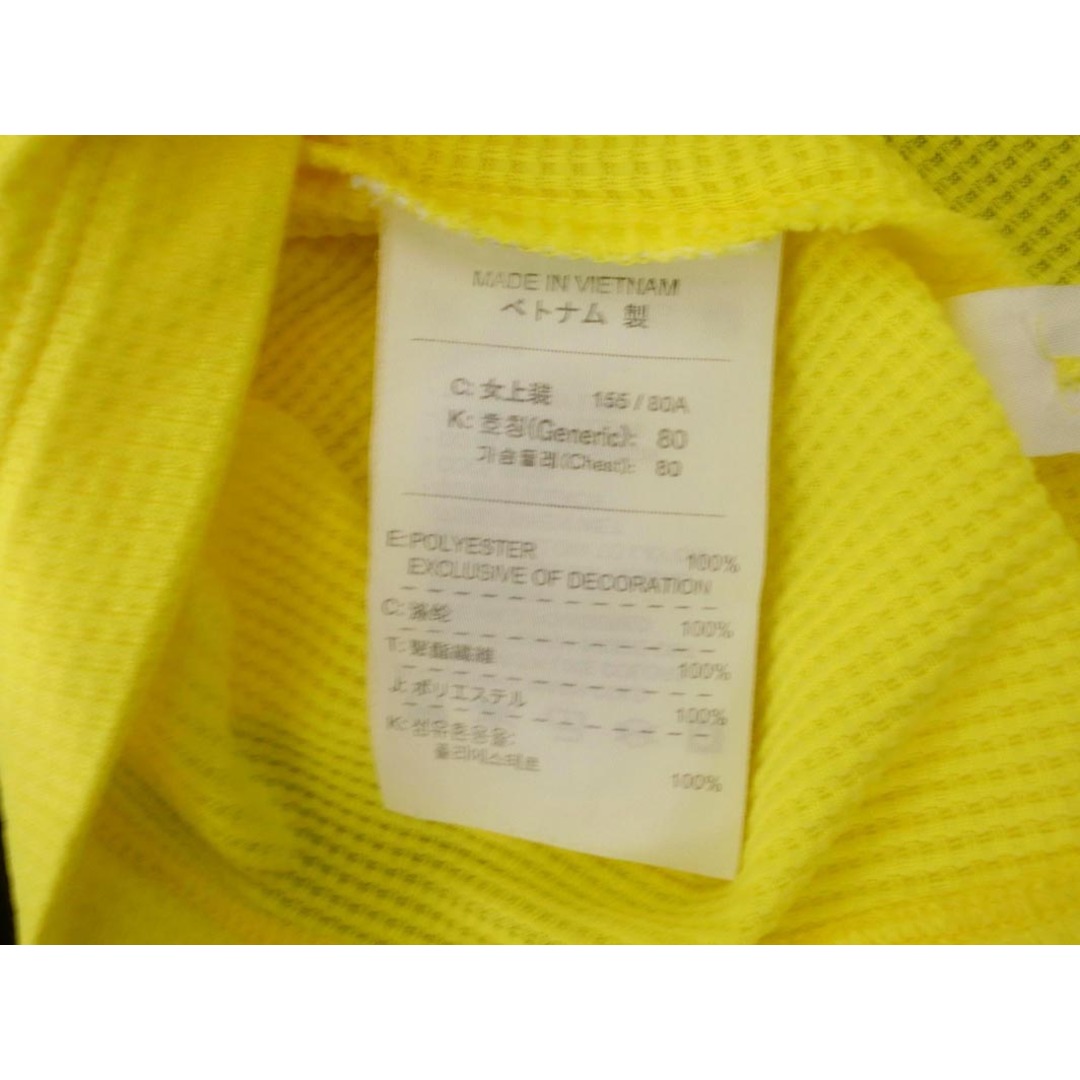 MADE IN VIETNAM
ベトナム 製
C: 女上装 155 / 80A
K: 호칭(Generic): 80
가슴둘레(Chest): 80
E: POLYESTER 100%
EXCLUSIVE OF DECORATION
C: 涤纶 100%
T: 聚酯纖維 100%
J: ポリエステル 100%
K: 섬유혼용율:
폴리에스테르 100%